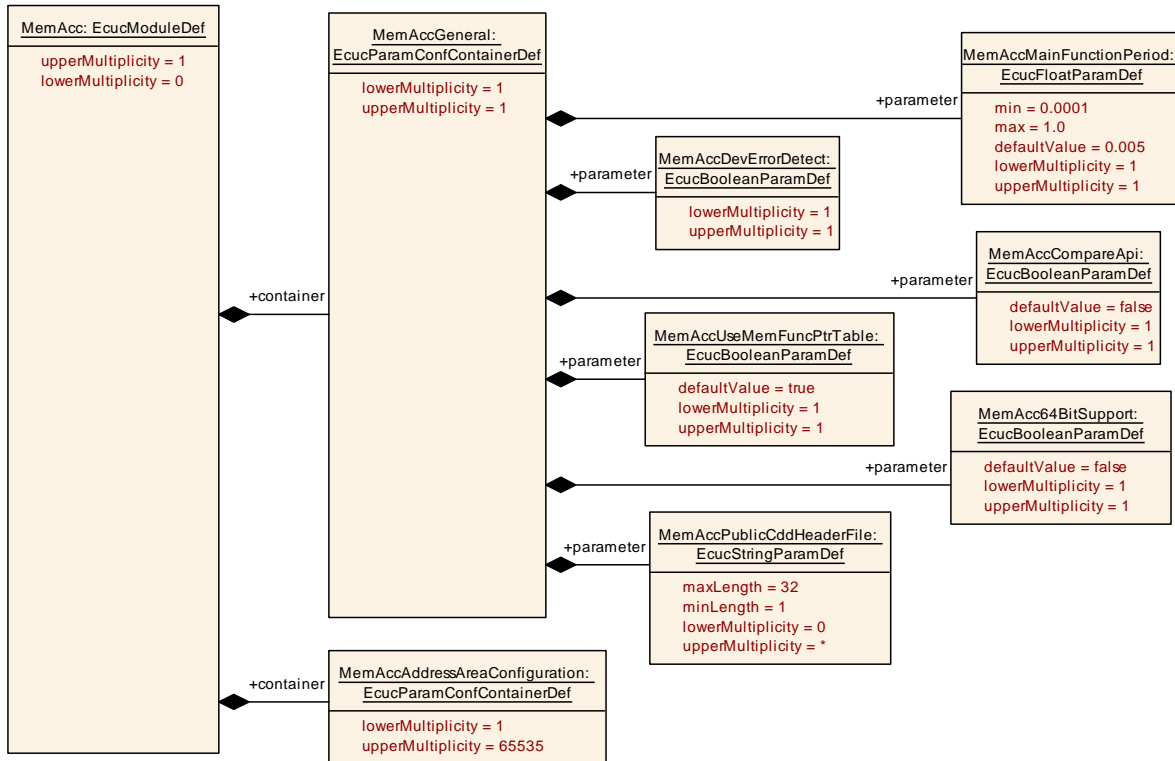 MemAcc: EcucModuleDef
upperMultiplicity = 1
lowerMultiplicity = 0
MemAccGeneral:
EcucParamConfContainerDef
lowerMultiplicity = 1
upperMultiplicity = 1
+parameter
MemAccMainFunctionPeriod:
EcucFloatParamDef
min = 0.0001
max = 1.0
defaultValue = 0.005
lowerMultiplicity = 1
upperMultiplicity = 1
+parameter
MemAccDevErrorDetect:
EcucBooleanParamDef
lowerMultiplicity = 1
upperMultiplicity = 1
+container
+parameter
MemAccCompareApi:
EcucBooleanParamDef
defaultValue = false
lowerMultiplicity = 1
upperMultiplicity = 1
+parameter
MemAccUseMemFuncPtrTable:
EcucBooleanParamDef
defaultValue = true
lowerMultiplicity = 1
upperMultiplicity = 1
+parameter
MemAcc64BitSupport:
EcucBooleanParamDef
defaultValue = false
lowerMultiplicity = 1
upperMultiplicity = 1
+parameter
MemAccPublicCddHeaderFile:
EcucStringParamDef
maxLength = 32
minLength = 1
lowerMultiplicity = 0
upperMultiplicity = *
+container
MemAccAddressAreaConfiguration:
EcucParamConfContainerDef
lowerMultiplicity = 1
upperMultiplicity = 65535